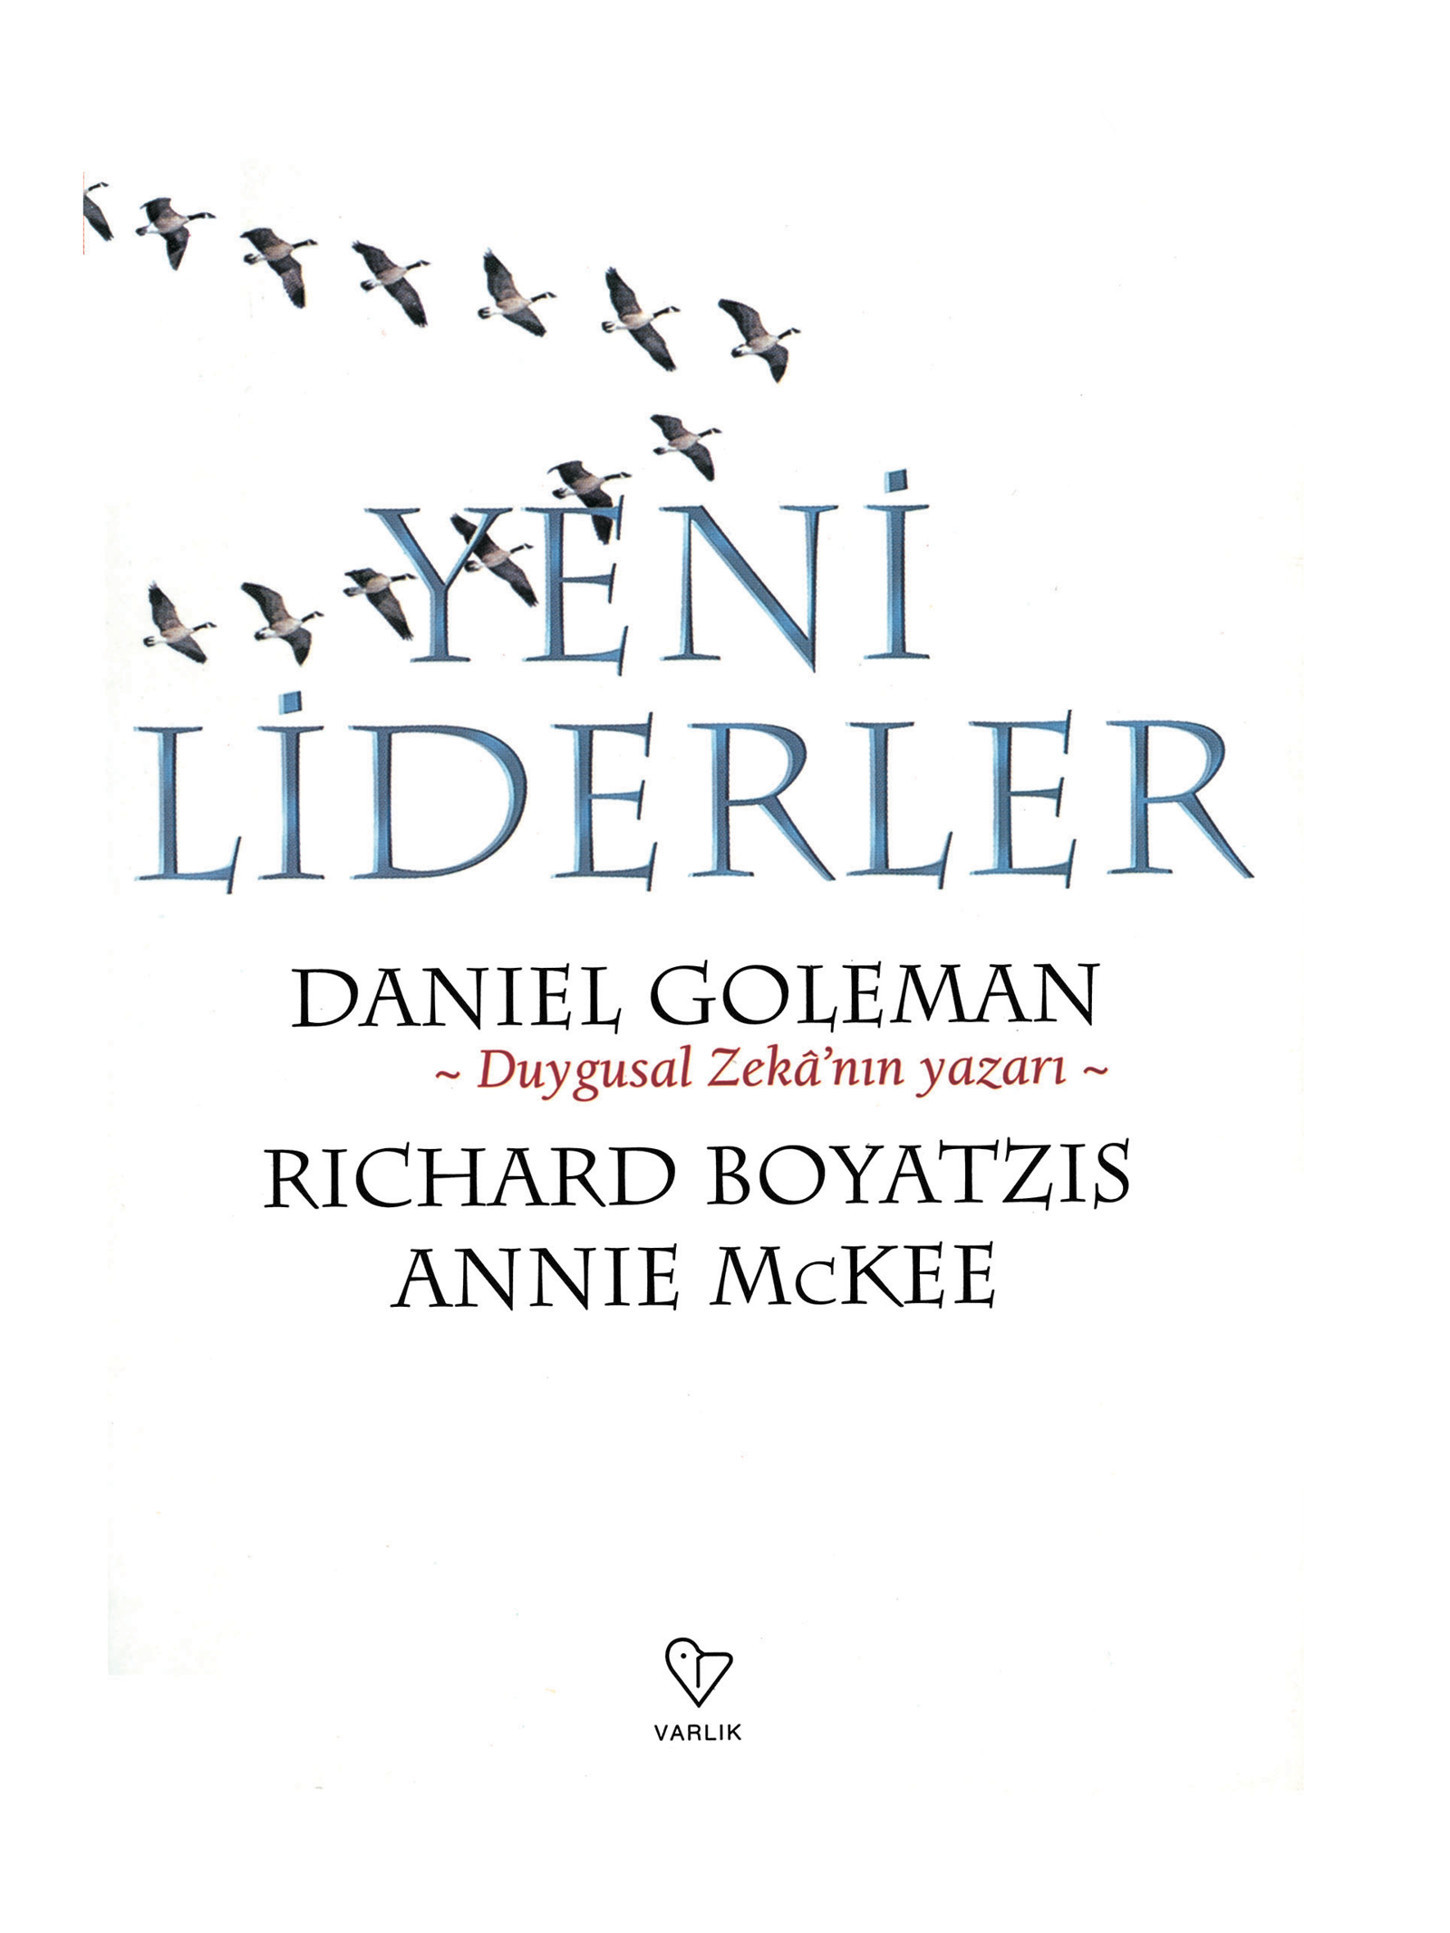 YENİ
LİDERLER
DANIEL GOLEMAN
~ Duygusal Zekâ'nın yazarı ~
RICHARD BOYATZIS
ANNIE McKEE
VARLIK